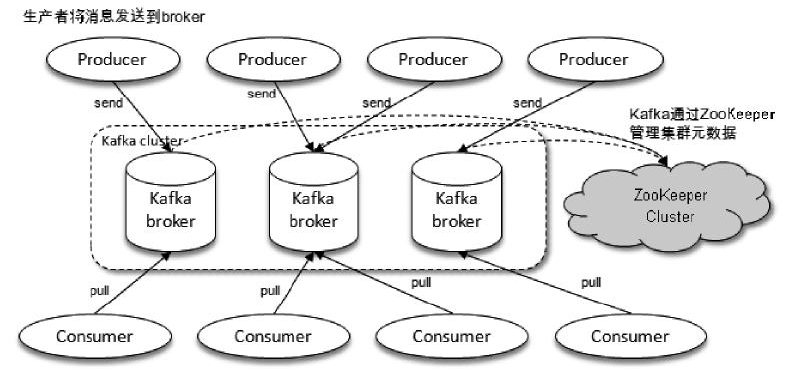 生产者将消息发送到broker
Producer
Producer
Producer
Producer
send
send
send
send
Kafka通过ZooKeeper
管理集群元数据
Kafka cluster
Kafka
broker
Kafka
broker
Kafka
broker
ZooKeeper
Cluster
pull
pull
pull
pull
Consumer
Consumer
Consumer
Consumer